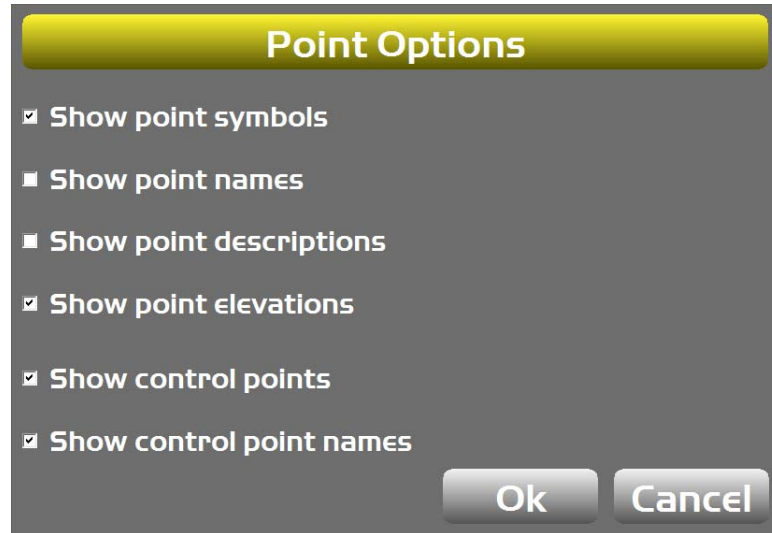 Point Options
Show point symbols
Show point names
Show point descriptions
Show point elevations
Show control points
Show control point names
Ok Cancel